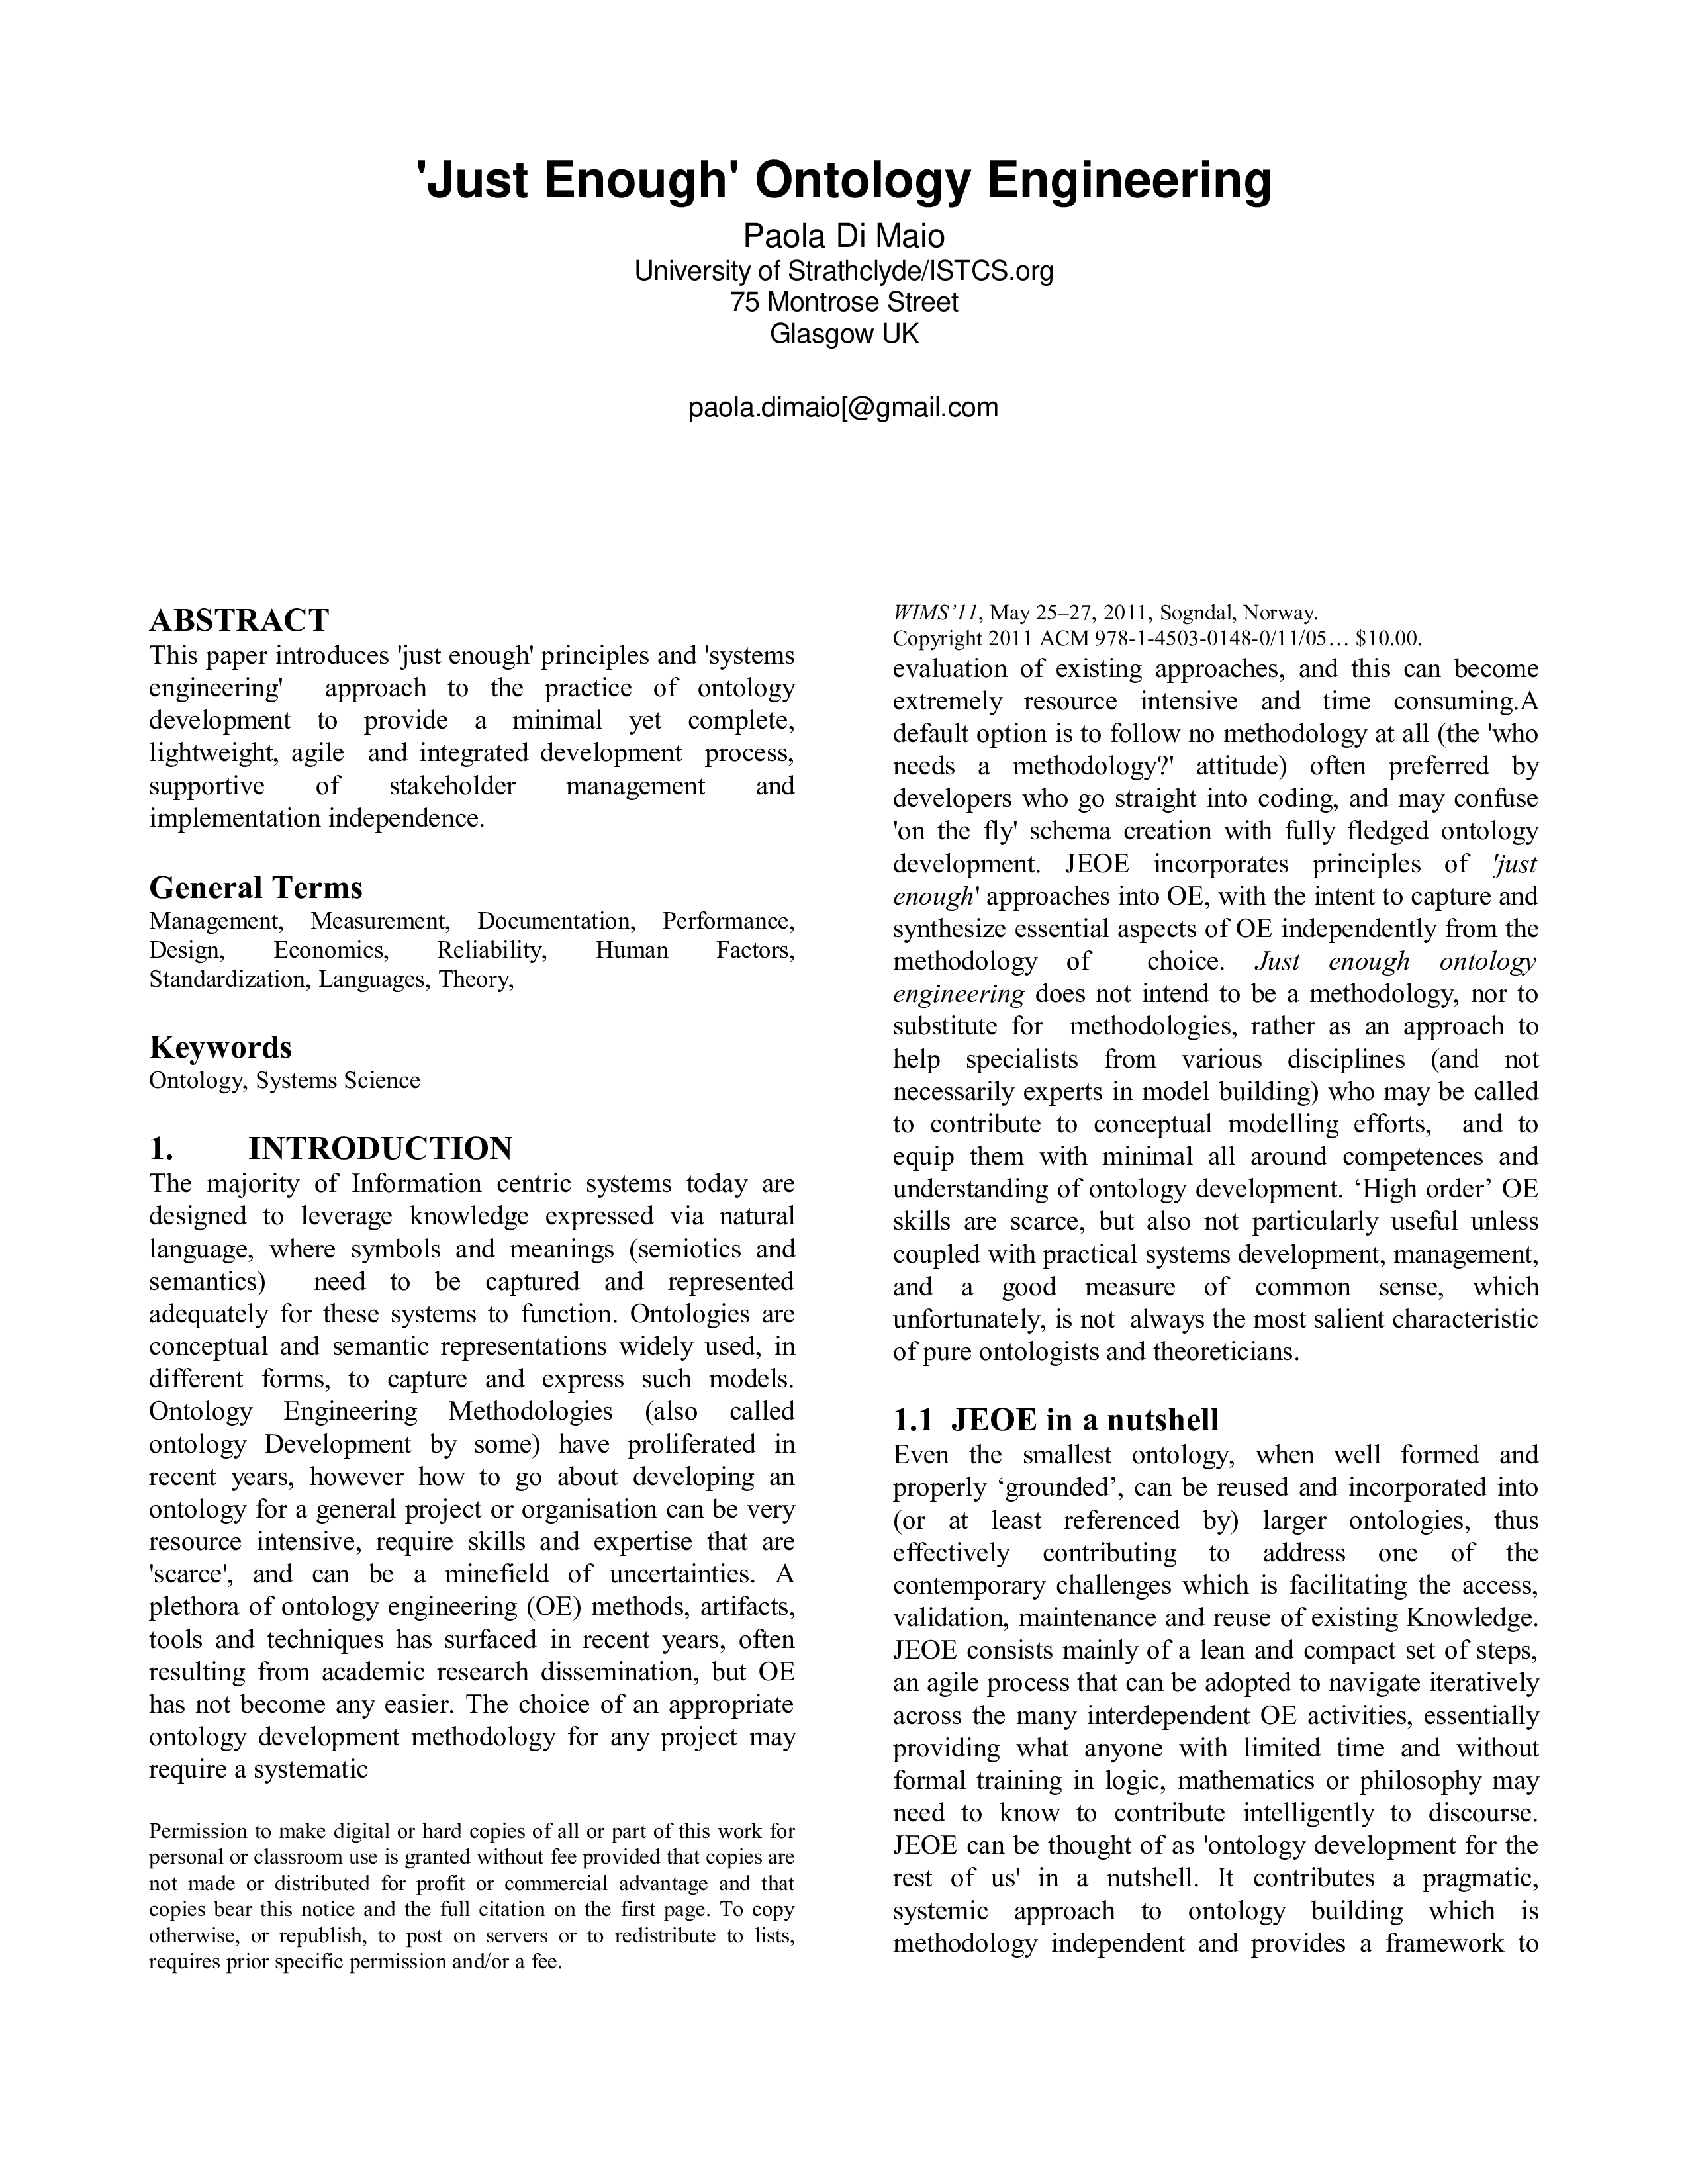 'Just Enough' Ontology Engineering
Paola Di Maio
University of Strathclyde/ISTCS.org
75 Montrose Street
Glasgow UK
paola.dimaio[@gmail.com
ABSTRACT
This paper introduces 'just enough' principles and 'systems
engineering' approach to the practice of ontology
development to provide a minimal yet complete,
lightweight, agile and integrated development process,
supportive of stakeholder management and
implementation independence.
General Terms
Management, Measurement, Documentation, Performance,
Design, Economics, Reliability, Human Factors,
Standardization, Languages, Theory,
Keywords
Ontology, Systems Science
1. INTRODUCTION
The majority of Information centric systems today are
designed to leverage knowledge expressed via natural
language, where symbols and meanings (semiotics and
semantics) need to be captured and represented
adequately for these systems to function. Ontologies are
conceptual and semantic representations widely used, in
different forms, to capture and express such models.
Ontology Engineering Methodologies (also called
ontology Development by some) have proliferated in
recent years, however how to go about developing an
ontology for a general project or organisation can be very
resource intensive, require skills and expertise that are
'scarce', and can be a minefield of uncertainties. A
plethora of ontology engineering (OE) methods, artifacts,
tools and techniques has surfaced in recent years, often
resulting from academic research dissemination, but OE
has not become any easier. The choice of an appropriate
ontology development methodology for any project may
require a systematic
Permission to make digital or hard copies of all or part of this work for
personal or classroom use is granted without fee provided that copies are
not made or distributed for profit or commercial advantage and that
copies bear this notice and the full citation on the first page. To copy
otherwise, or republish, to post on servers or to redistribute to lists,
requires prior specific permission and/or a fee.
WIMS’11, May 25–27, 2011, Sogndal, Norway.
Copyright 2011 ACM 978-1-4503-0148-0/11/05… $10.00.
evaluation of existing approaches, and this can become
extremely resource intensive and time consuming.A
default option is to follow no methodology at all (the 'who
needs a methodology?' attitude) often preferred by
developers who go straight into coding, and may confuse
'on the fly' schema creation with fully fledged ontology
development. JEOE incorporates principles of 'just
enough' approaches into OE, with the intent to capture and
synthesize essential aspects of OE independently from the
methodology of choice. Just enough ontology
engineering does not intend to be a methodology, nor to
substitute for methodologies, rather as an approach to
help specialists from various disciplines (and not
necessarily experts in model building) who may be called
to contribute to conceptual modelling efforts, and to
equip them with minimal all around competences and
understanding of ontology development. ‘High order’ OE
skills are scarce, but also not particularly useful unless
coupled with practical systems development, management,
and a good measure of common sense, which
unfortunately, is not always the most salient characteristic
of pure ontologists and theoreticians.
1.1 JEOE in a nutshell
Even the smallest ontology, when well formed and
properly ‘grounded’, can be reused and incorporated into
(or at least referenced by) larger ontologies, thus
effectively contributing to address one of the
contemporary challenges which is facilitating the access,
validation, maintenance and reuse of existing Knowledge.
JEOE consists mainly of a lean and compact set of steps,
an agile process that can be adopted to navigate iteratively
across the many interdependent OE activities, essentially
providing what anyone with limited time and without
formal training in logic, mathematics or philosophy may
need to know to contribute intelligently to discourse.
JEOE can be thought of as 'ontology development for the
rest of us' in a nutshell. It contributes a pragmatic,
systemic approach to ontology building which is
methodology independent and provides a framework to